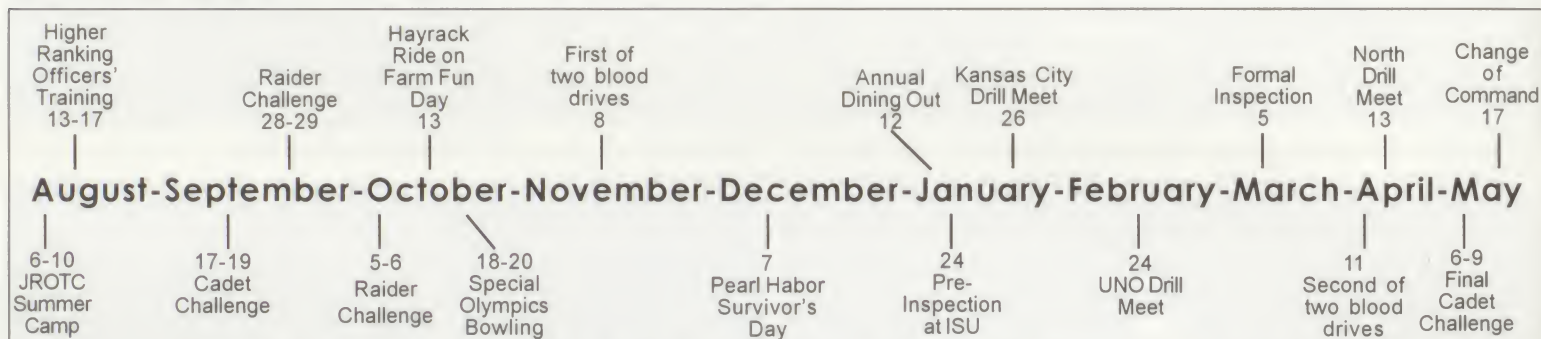 Higher
Ranking
Officers'
Training
13-17
Raider
Challenge
28-29
Hayrack
Ride on
Farm Fun
Day
13
First of
two blood
drives
8
Annual
Dining Out
12
Kansas City
Drill Meet
26
Formal
Inspection
5
North
Drill
Meet
13
Change
of
Command
17
August-September-October-November-December-January-February-March-April-May
6-10
JROTC
Summer
Camp
17-19
Cadet
Challenge
5-6
Raider
Challenge
18-20
Special
Olympics
Bowling
7
Pearl Habor
Survivor's
Day
24
Pre-
Inspection
at ISU
24
UNO Drill
Meet
11
Second of
two blood
drives
6-9
Final
Cadet
Challenge